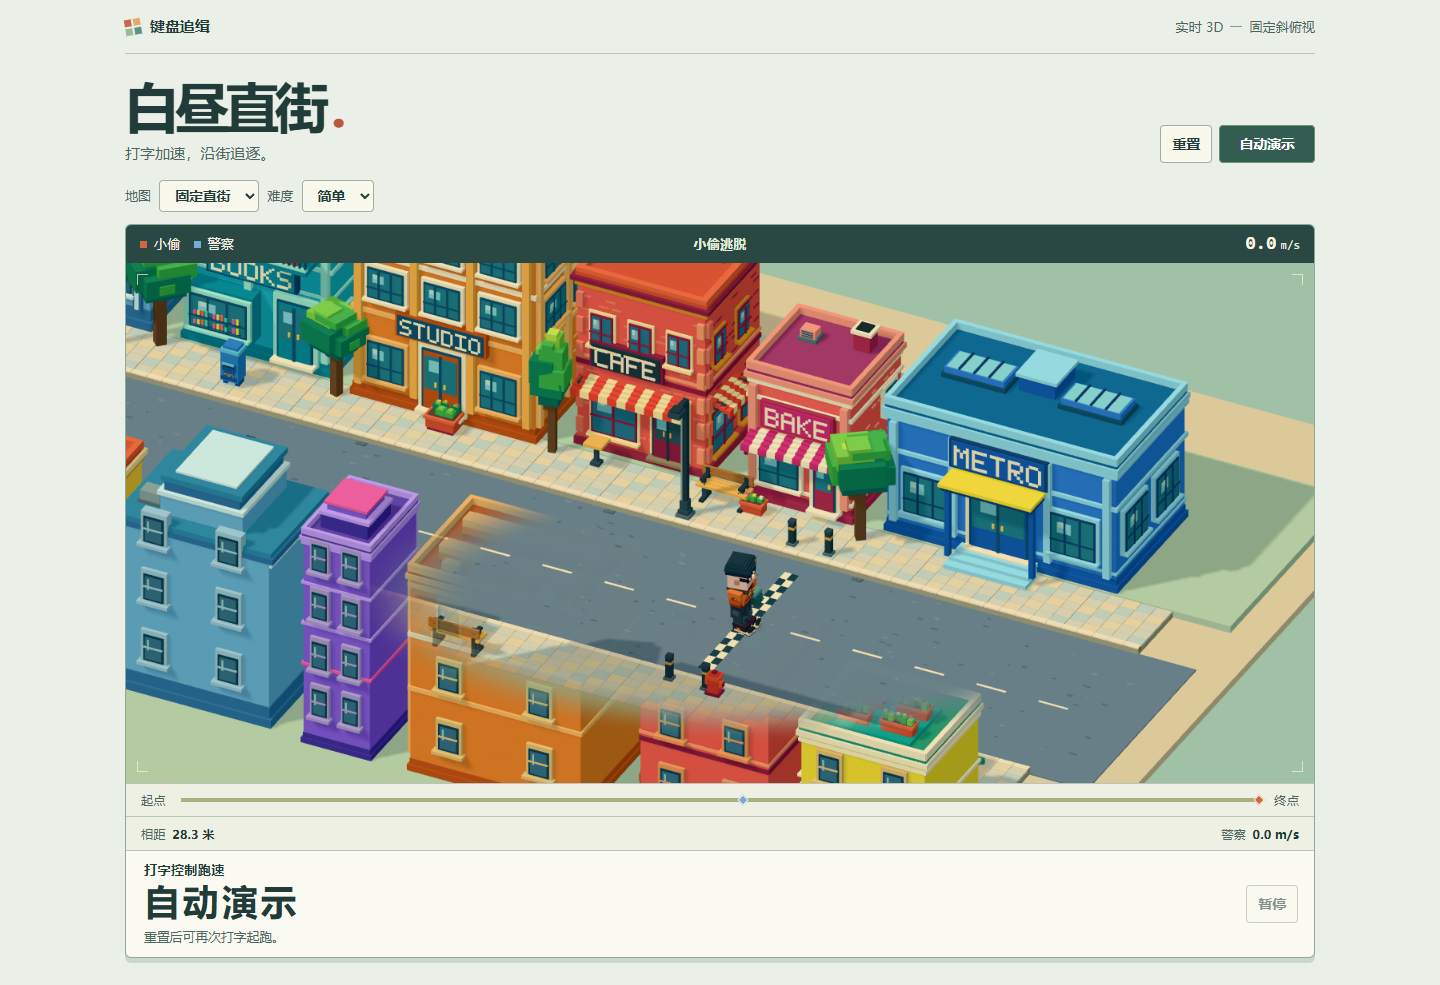 键盘追缉
实时 3D — 固定斜俯视
白昼直街.
打字加速，沿街追逐。
重置
自动演示
地图 固定直街 难度 简单
小偷 警察
小偷逃脱
0.0 m/s
BOOKS
STUDIO
CAFE
BAKE
METRO
起点
终点
相距 28.3 米
警察 0.0 m/s
打字控制跑速
自动演示
重置后可再次打字起跑。
暂停